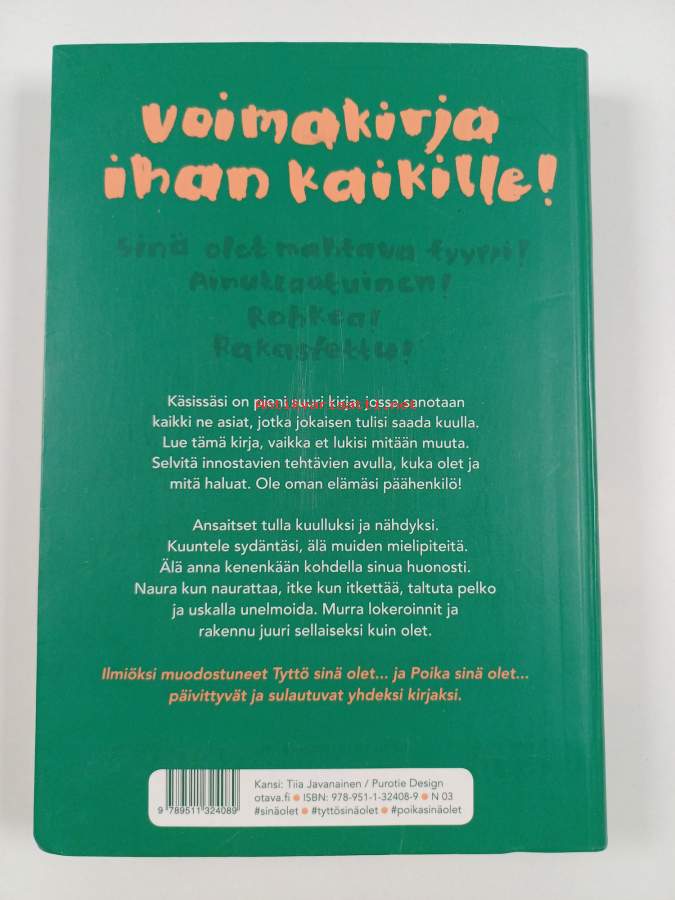 Voimakirja
ihan kaikille!
Sinä olet mahtava tyyppi!
Ainutlaatuinen!
Rohkea!
Rakastettu!
Käsissäsi on pieni suuri kirja, jossa sanotaan
Antikvariaatti.net
kaikki ne asiat, jotka jokaisen tulisi saada kuulla.
Lue tämä kirja, vaikka et lukisi mitään muuta.
Selvitä innostavien tehtävien avulla, kuka olet ja
mitä haluat. Ole oman elämäsi päähenkilö!
Ansaitset tulla kuulluksi ja nähdyksi.
Kuuntele sydäntäsi, älä muiden mielipiteitä.
Älä anna kenenkään kohdella sinua huonosti.
Naura kun naurattaa, itke kun itkettää, taltuta pelko
ja uskalla unelmoida. Murra lokeroinnit ja
rakennu juuri sellaiseksi kuin olet.
Ilmiöksi muodostuneet Tyttö sinä olet... ja Poika sinä olet...
päivittyvät ja sulautuvat yhdeksi kirjaksi.
Kansi: Tiia Javanainen / Purotie Design
otava.fi • ISBN: 978-951-1-32408-9 • N 03
#sinäolet • #tyttösinäolet • #poikasinäolet
9 789511 324089